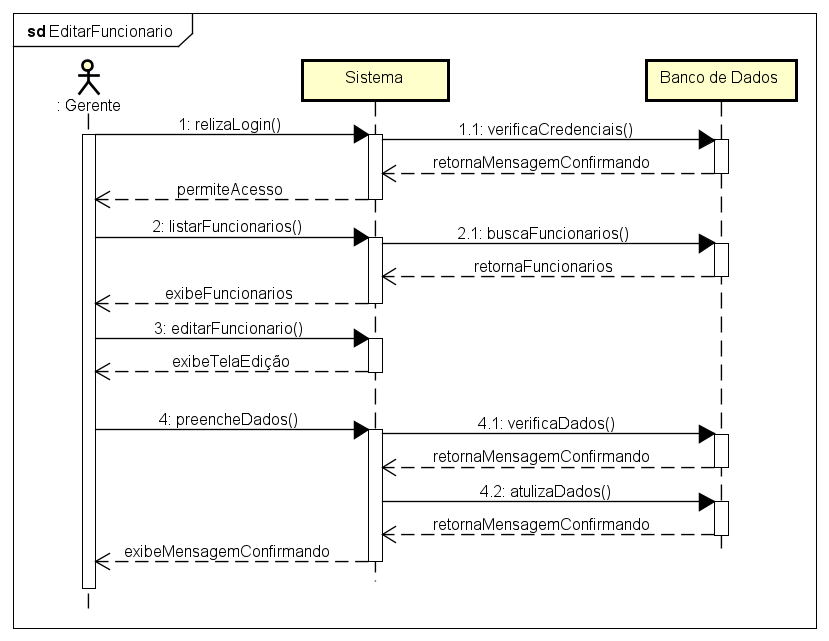 sd EditarFuncionario
: Gerente
Sistema
Banco de Dados
1: relizaLogin()
1.1: verificaCredenciais()
retornaMensagemConfirmando
permiteAcesso
2: listarFuncionarios()
2.1: buscaFuncionarios()
retornaFuncionarios
exibeFuncionarios
3: editarFuncionario()
exibeTelaEdição
4: preencheDados()
4.1: verificaDados()
retornaMensagemConfirmando
4.2: atulizaDados()
retornaMensagemConfirmando
exibeMensagemConfirmando